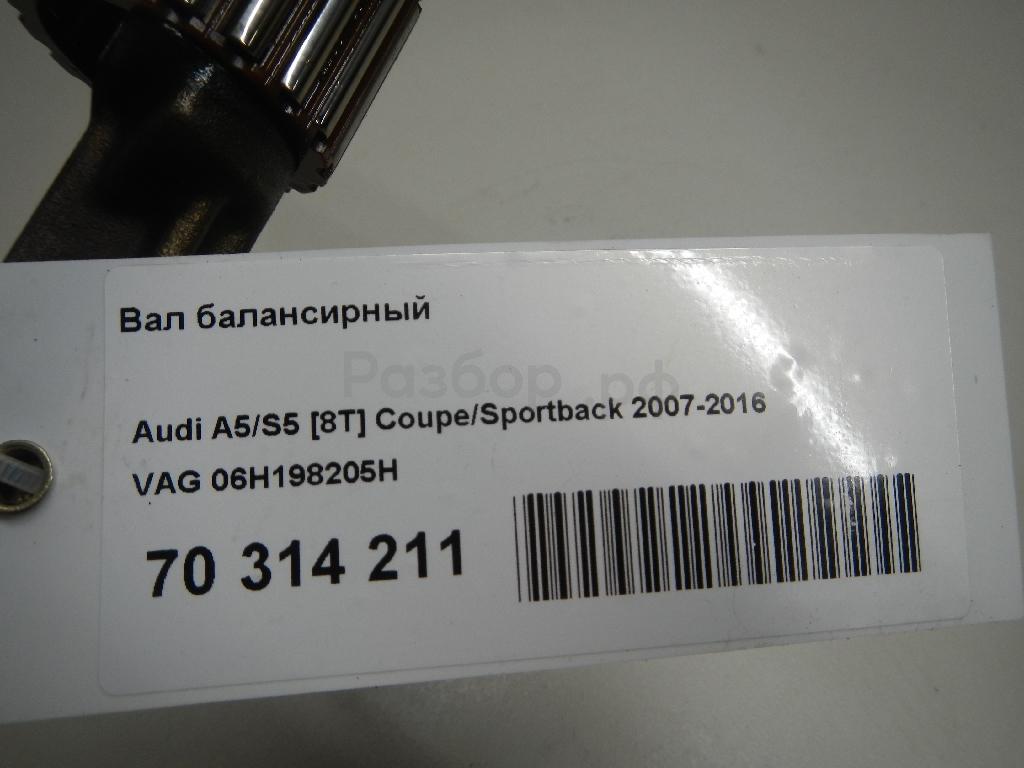 Вал балансирный
Разбор.рф
Audi A5/S5 [8T] Coupe/Sportback 2007-2016
VAG 06H198205H
70 314 211